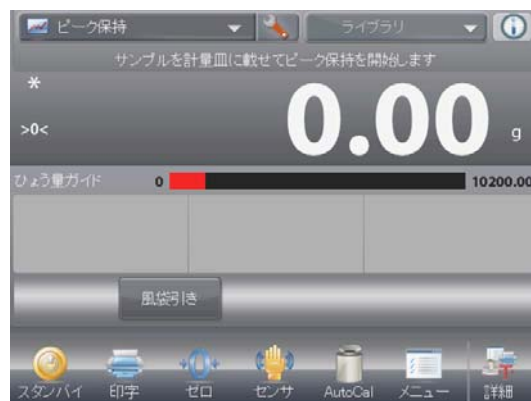 ピーク保持
ライブラリ
サンプルを計量皿に載せてピーク保持を開始します
*
>0<
0.00 g
ひょう量ガイド 0 10200.00
風袋引き
スタンバイ 印字 ゼロ センサ AutoCal メニュー 詳細